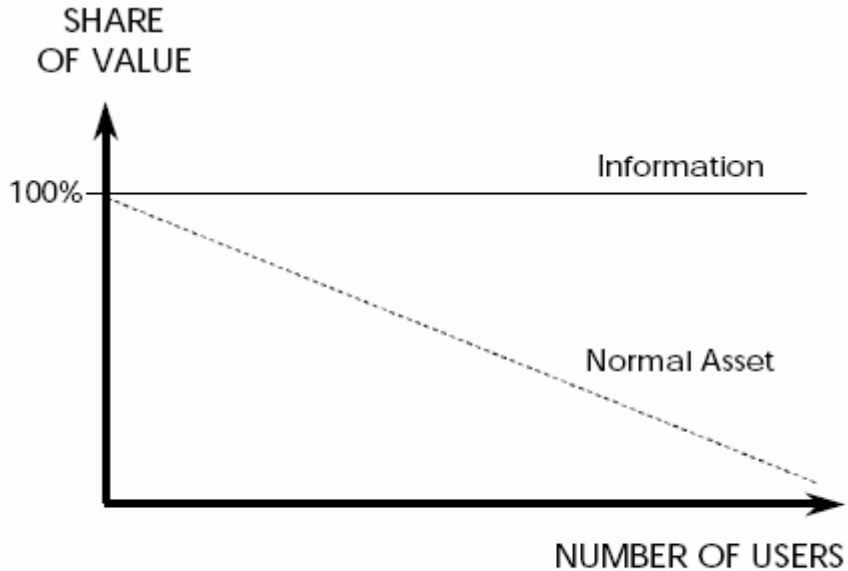 SHARE
OF VALUE
Information
100%
Normal Asset
NUMBER OF USERS